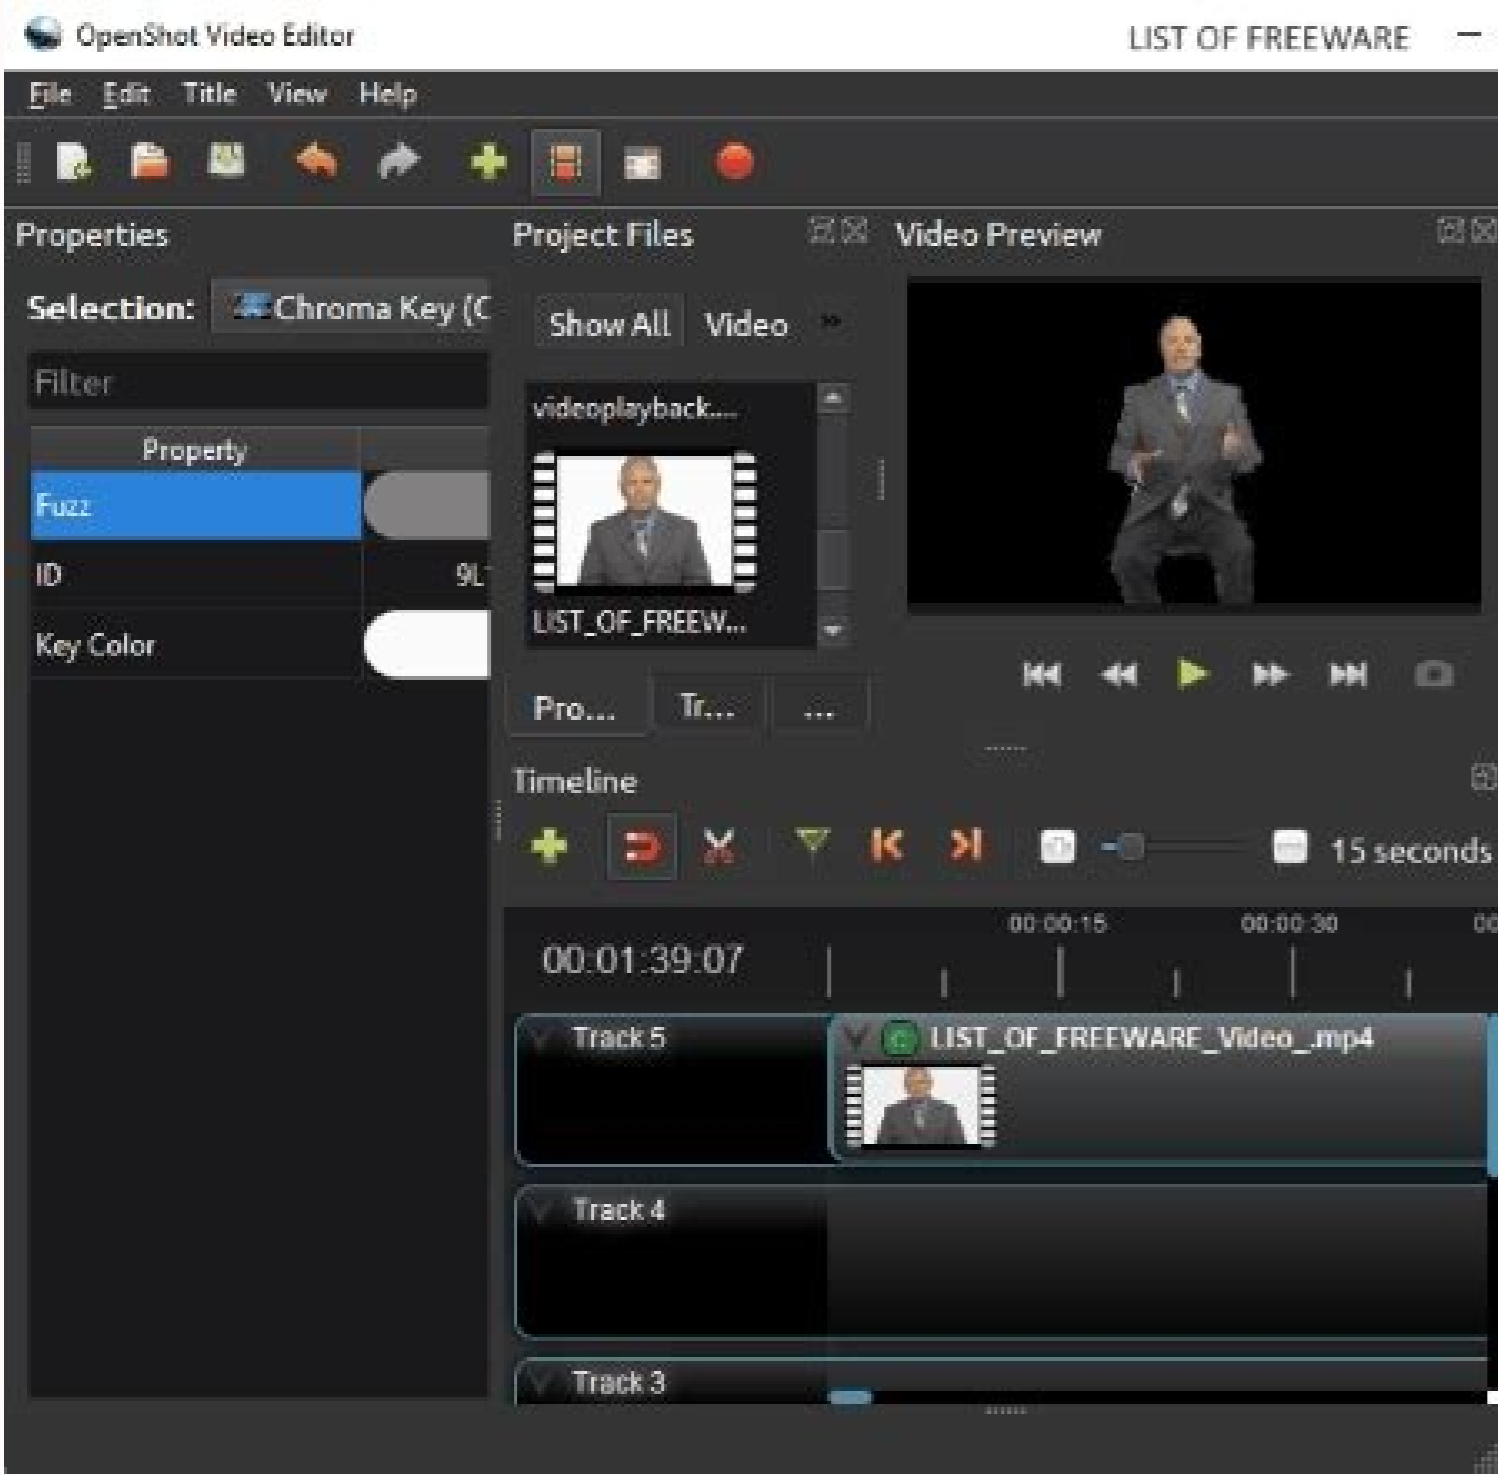 OpenShot Video Editor
LIST OF FREEWARE
File Edit Title View Help
Properties
Selection: Chroma Key (C
Filter
Property
Fuzz
ID 9L
Key Color
Project Files
Show All Video »
videoplayback....
LIST_OF_FREEW...
Pro... Tr... ...
Video Preview
Timeline
15 seconds
00:01:39:07
00:00:15 00:00:30 00
Track 5
C LIST_OF_FREEWARE_Video_.mp4
Track 4
Track 3